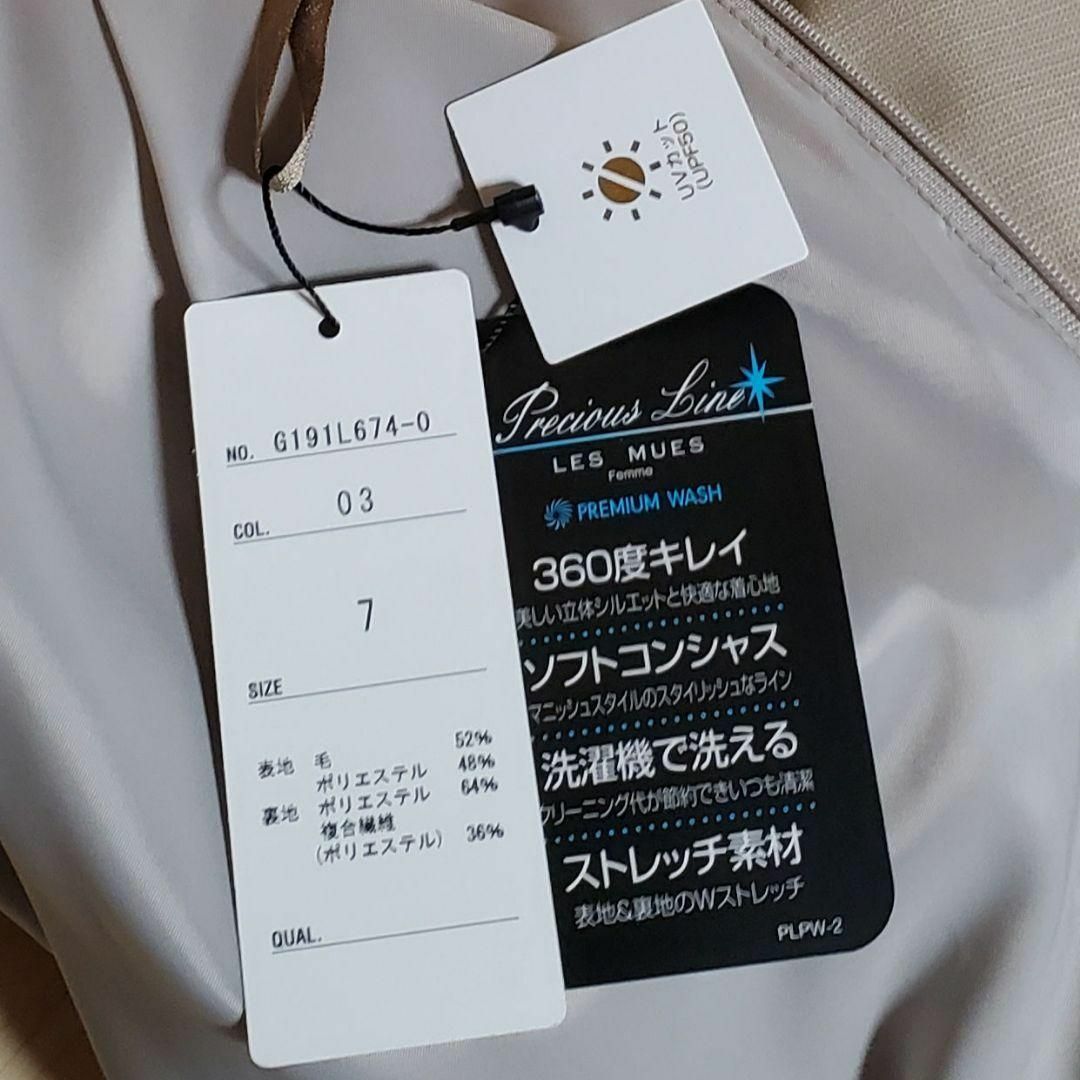 UVカット
(UPF50)
NO. G191L674-0
COL. 03
7
SIZE
52%
表地 毛
ポリエステル 48%
裏地 ポリエステル 64%
複合繊維
(ポリエステル) 36%
QUAL.
Precious Line
LES MUES
Femme
PREMIUM WASH
360度キレイ
美しい立体シルエットと快適な着心地
ソフトコンシャス
マニッシュスタイルのスタイリッシュなライン
洗濯機で洗える
クリーニング代が節約できいつも清潔
ストレッチ素材
表地&裏地のWストレッチ
PLPW-2